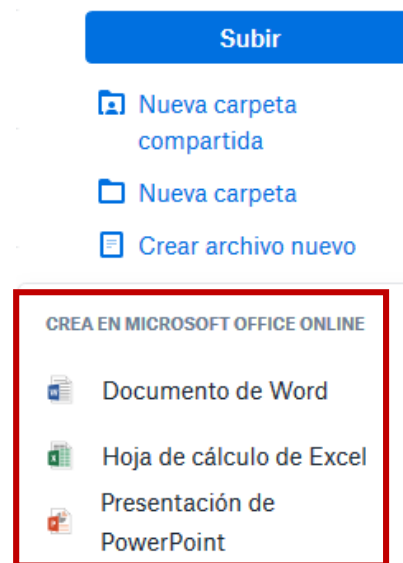 Subir
Nueva carpeta
compartida
Nueva carpeta
Crear archivo nuevo
CREA EN MICROSOFT OFFICE ONLINE
Documento de Word
Hoja de cálculo de Excel
Presentación de
PowerPoint